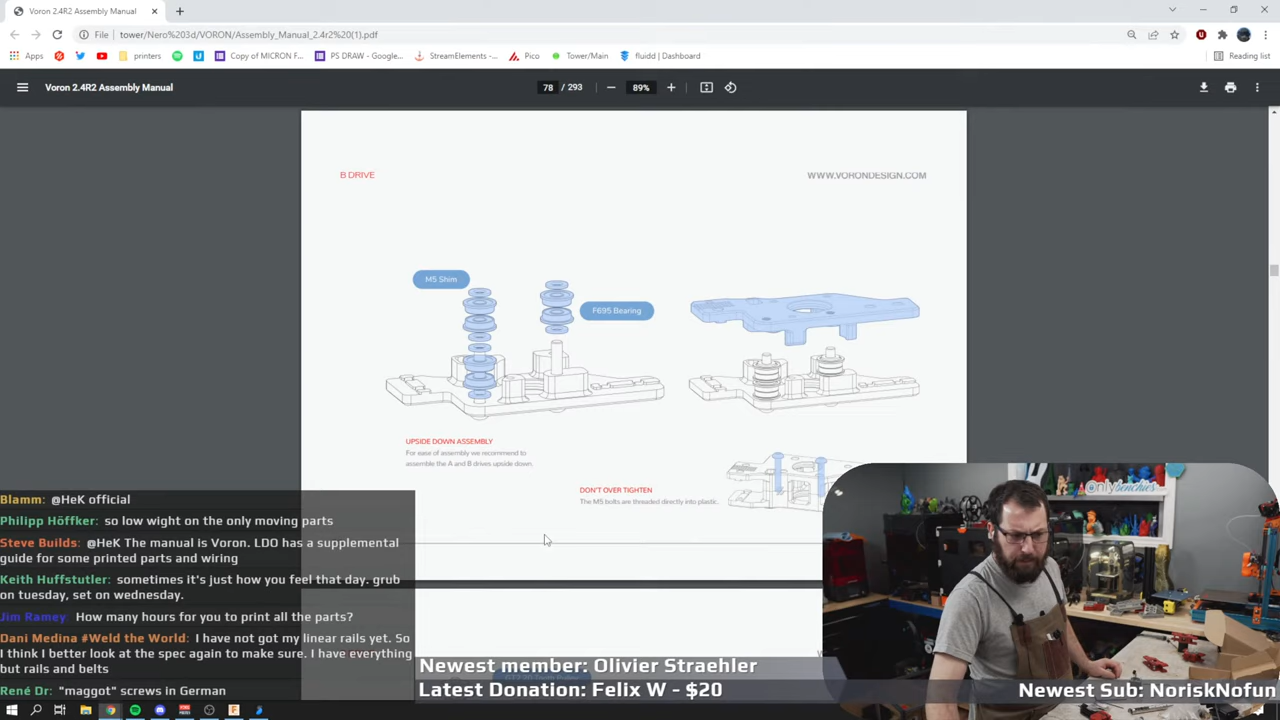 Voron 2.4R2 Assembly Manual
File
tower/Nero%203d/VORON/Assembly_Manual_2.4r2%20(1).pdf
Apps
printers
Copy of MICRON F...
PS DRAW - Google...
StreamElements -...
Pico
Tower/Main
fluidd | Dashboard
Reading list
Voron 2.4R2 Assembly Manual
78 / 293
89%
B DRIVE
WWW.VORONDESIGN.COM
M5 Shim
F695 Bearing
UPSIDE DOWN ASSEMBLY
For ease of assembly we recommend to
assemble the A and B drives upside down.
DON'T OVER TIGHTEN
The M5 bolts are threaded directly into plastic.
@onlybenchies
Blamm: @HeK official
Philipp Höffker: so low wight on the only moving parts
Steve Builds: @HeK The manual is Voron. LDO has a supplemental
guide for some printed parts and wiring
Keith Huffstutler: sometimes it's just how you feel that day. grub
on tuesday, set on wednesday.
Jim Ramey: How many hours for you to print all the parts?
Dani Medina #Weld the World: I have not got my linear rails yet. So
I think I better look at the spec again to make sure. I have everything
but rails and belts
René Dr: "maggot" screws in German
Newest member: Olivier Straehler
Latest Donation: Felix W - $20
Newest Sub: NoriskNofun